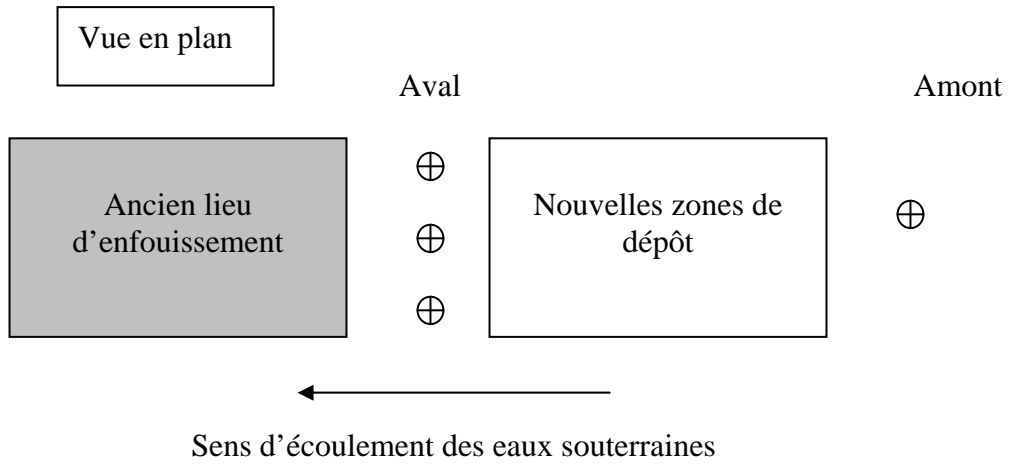 Vue en plan
Aval
Amont
Ancien lieu
d’enfouissement
Nouvelles zones de
dépôt
Sens d’écoulement des eaux souterraines